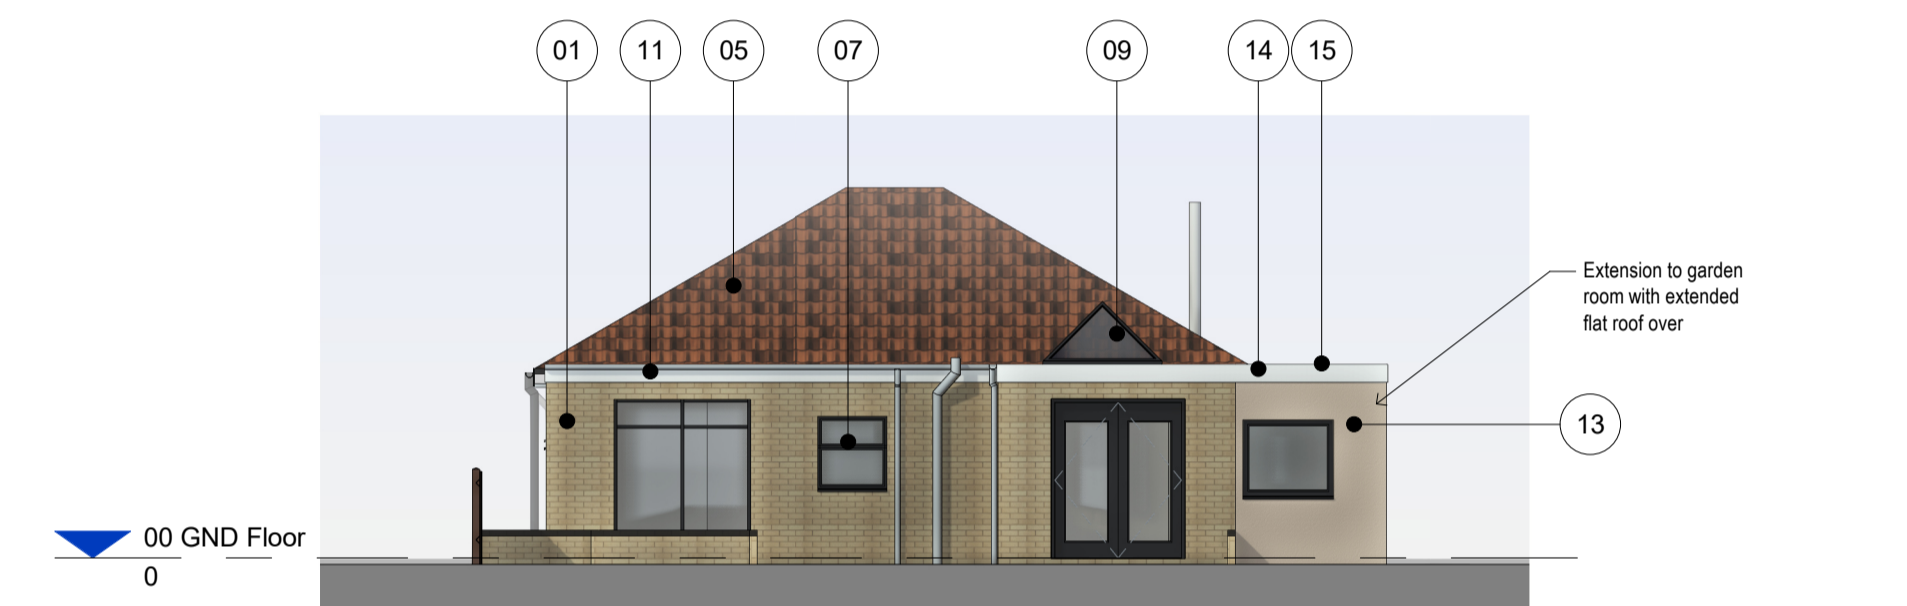 01
11
05
07
09
14
15
Extension to garden
room with extended
flat roof over
13
00 GND Floor
0